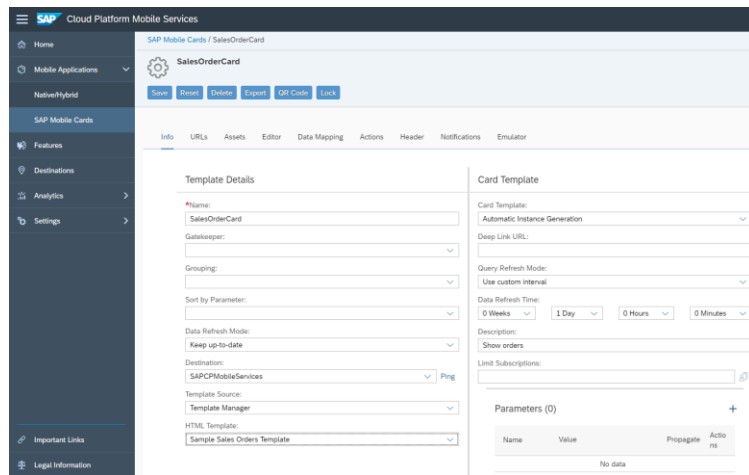 SAP Cloud Platform Mobile Services
Home
Mobile Applications
Native/Hybrid
SAP Mobile Cards
Features
Destinations
Analytics
Settings
Important Links
Legal Information
SAP Mobile Cards / SalesOrderCard
SalesOrderCard
Save Reset Delete Export QR Code Lock
Info URLs Assets Editor Data Mapping Actions Header Notifications Emulator
Template Details
*Name:
SalesOrderCard
Gatekeeper:
Grouping:
Sort by Parameter:
Data Refresh Mode:
Keep up-to-date
Destination:
SAPCPMobileServices Ping
Template Source:
Template Manager
HTML Template:
Sample Sales Orders Template
Card Template
Card Template:
Automatic Instance Generation
Deep Link URL:
Query Refresh Mode:
Use custom interval
Data Refresh Time:
0 Weeks 1 Day 0 Hours 0 Minutes
Description:
Show orders
Limit Subscriptions:
Parameters (0) +
Name Value Propagate Actio
ns
No data